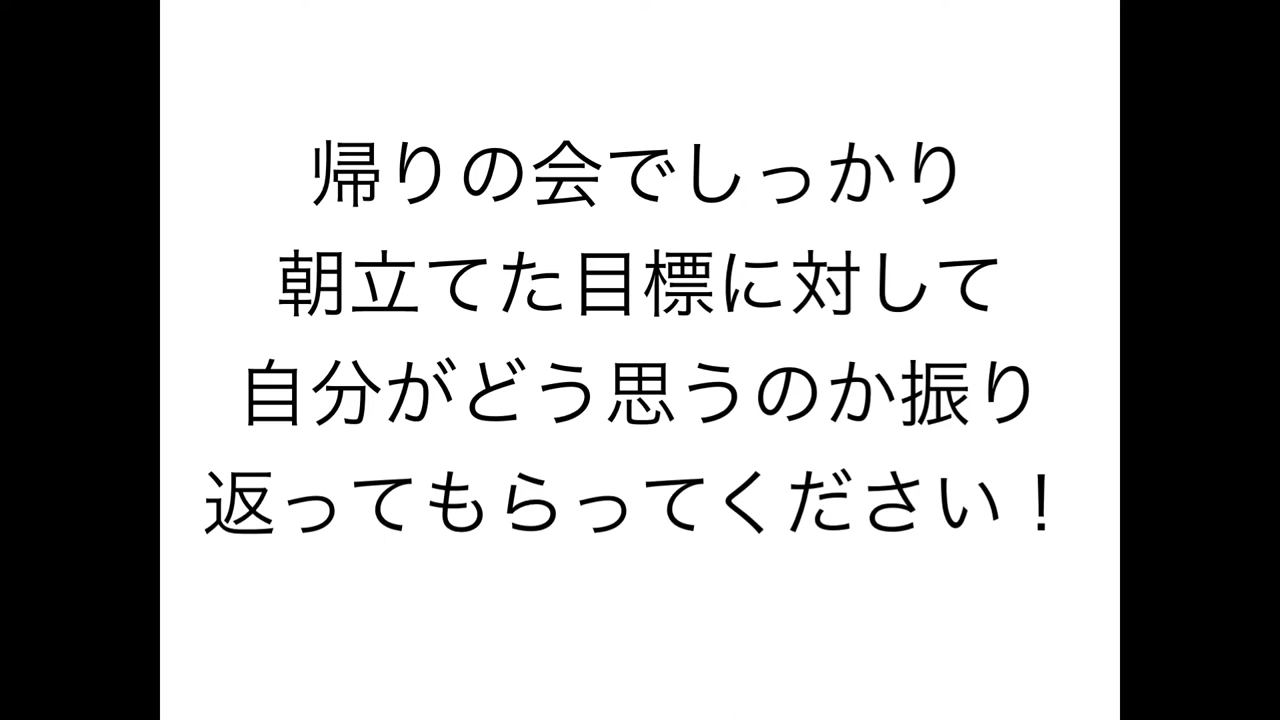 帰りの会でしっかり
朝立てた目標に対して
自分がどう思うのか振り
返ってもらってください！